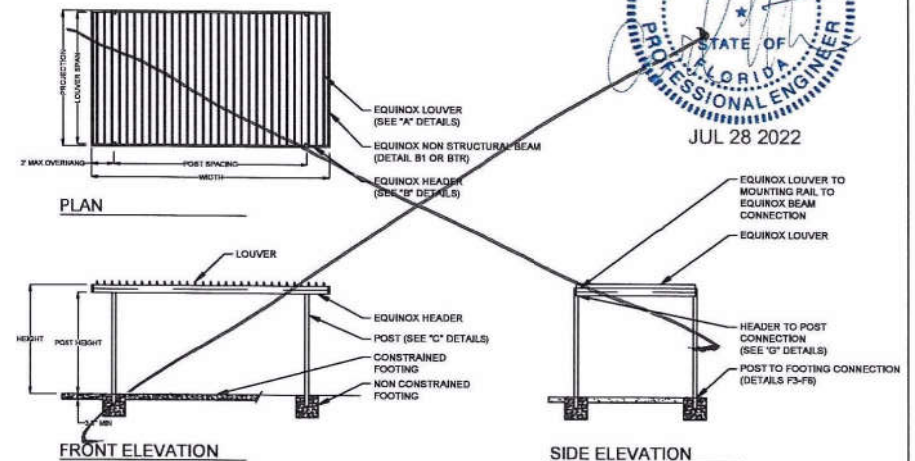 PROJECTION
LOUVER SPAN
EQUINOX LOUVER
(SEE "A" DETAILS)
EQUINOX NON STRUCTURAL BEAM
(DETAIL B1 OR BTR)
EQUINOX HEADER
(SEE "B" DETAILS)
2' MAX OVERHANG
POST SPACING
WIDTH
PLAN
STATE OF
FLORIDA
PROFESSIONAL ENGINEER
JUL 28 2022
LOUVER
EQUINOX HEADER
POST (SEE "C" DETAILS)
CONSTRAINED
FOOTING
NON CONSTRAINED
FOOTING
HEIGHT
POST HEIGHT
MIN
FRONT ELEVATION
EQUINOX LOUVER TO
MOUNTING RAIL TO
EQUINOX BEAM
CONNECTION
EQUINOX LOUVER
HEADER TO POST
CONNECTION
(SEE "G" DETAILS)
POST TO FOOTING CONNECTION
(DETAILS F3-F6)
SIDE ELEVATION